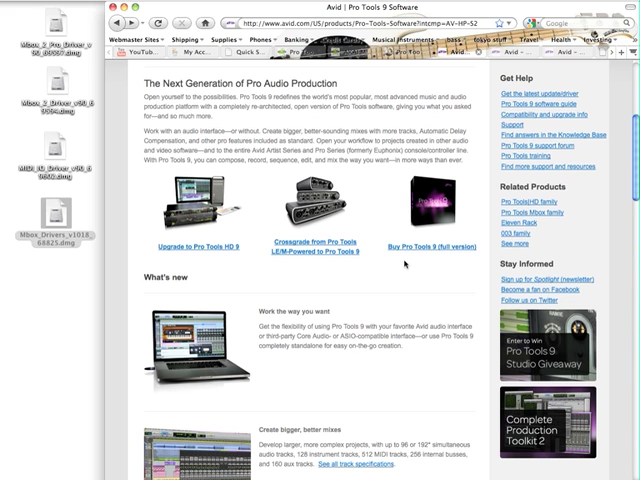 Avid | Pro Tools 9 Software
http://www.avid.com/US/products/Pro-Tools-Software?intcmp=AV-HP-S2
Google
Webmaster Sites
Shipping
Supplies
Quick Phones
Banking
Credit Cards
bass
tokyo stuff
Travel
Health
Investing
YouTub...
Avid – ...
Mbox_2_Pro_Driver_v
Mbox_2_Driver_v90_6
MIDI_IO_Driver_v90_6
Mbox_Drivers_v1018_
68825.dmg
The Next Generation of Pro Audio Production
Open yourself to the possibilities. Pro Tools 9 redefines the world's most popular, most advanced music and audio
production platform with a completely re-architected, open version of Pro Tools software, giving you what you asked
for—and so much more.
Work with an audio interface—or without. Create bigger, better-sounding mixes with more tracks, Automatic Delay
Compensation, and other pro features included as standard. Open your workflow to projects created in other audio
and video software—and to the entire Avid Artist Series and Pro Series (formerly Euphonix) console/controller line.
With Pro Tools 9, you can compose, record, sequence, edit, and mix the way you want—in more ways than ever.
Upgrade to Pro Tools HD 9
Crossgrade from Pro Tools
LE/M-Powered to Pro Tools 9
Buy Pro Tools 9 (full version)
What's new
Work the way you want
Get the flexibility of using Pro Tools 9 with your favorite Avid audio interface
or third-party Core Audio- or ASIO-compatible interface—or use Pro Tools 9
completely standalone for easy on-the-go creation.
Create bigger, better mixes
Develop larger, more complex projects, with up to 96 or 192* simultaneous
audio tracks, 128 instrument tracks, 512 MIDI tracks, 256 internal busses,
and 160 aux tracks. See all track specifications.
Get Help
Get the latest update/driver
Pro Tools 9 software guide
Compatibility and upgrade info
Support
Find answers in the Knowledge Base
Pro Tools 9 support forum
Pro Tools training
Find more support and resources
Related Products
Pro Tools|HD family
Pro Tools Mbox family
Eleven Rack
003 family
See more
Stay Informed
Sign up for Spotlight (newsletter)
Become a fan on Facebook
Follow us on Twitter
Enter to Win
Pro Tools 9
Studio Giveaway
Complete
Production
Toolkit 2